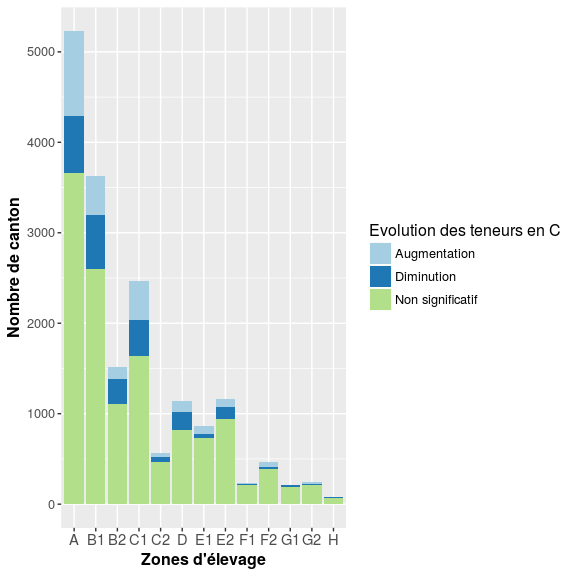 Nombre de canton
5000
4000
3000
2000
1000
0
A B1 B2 C1 C2 D E1 E2 F1 F2 G1 G2 H
Zones d'élevage
Evolution des teneurs en C
Augmentation
Diminution
Non significatif